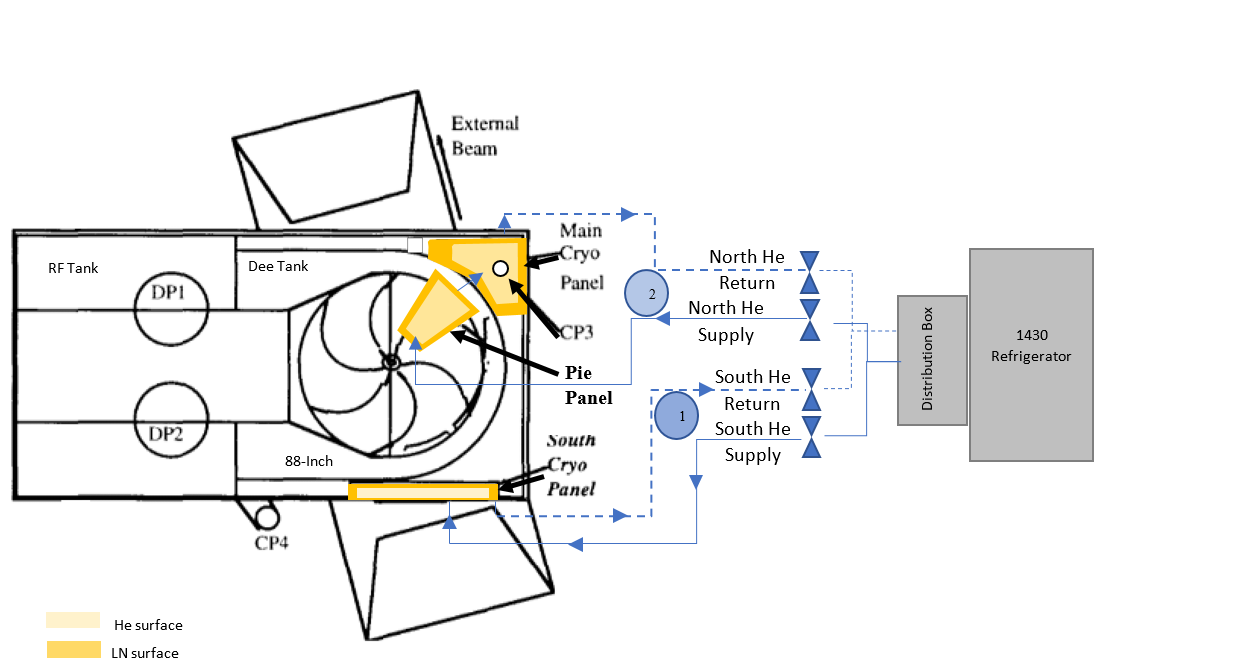 External
Beam
RF Tank
Dee Tank
DP1
DP2
88-Inch
CP4
Main
Cryo
Panel
CP3
Pie
Panel
South
Cryo
Panel
2
1
North He
Return
North He
Supply
South He
Return
South He
Supply
Distribution Box
1430
Refrigerator
He surface
LN surface